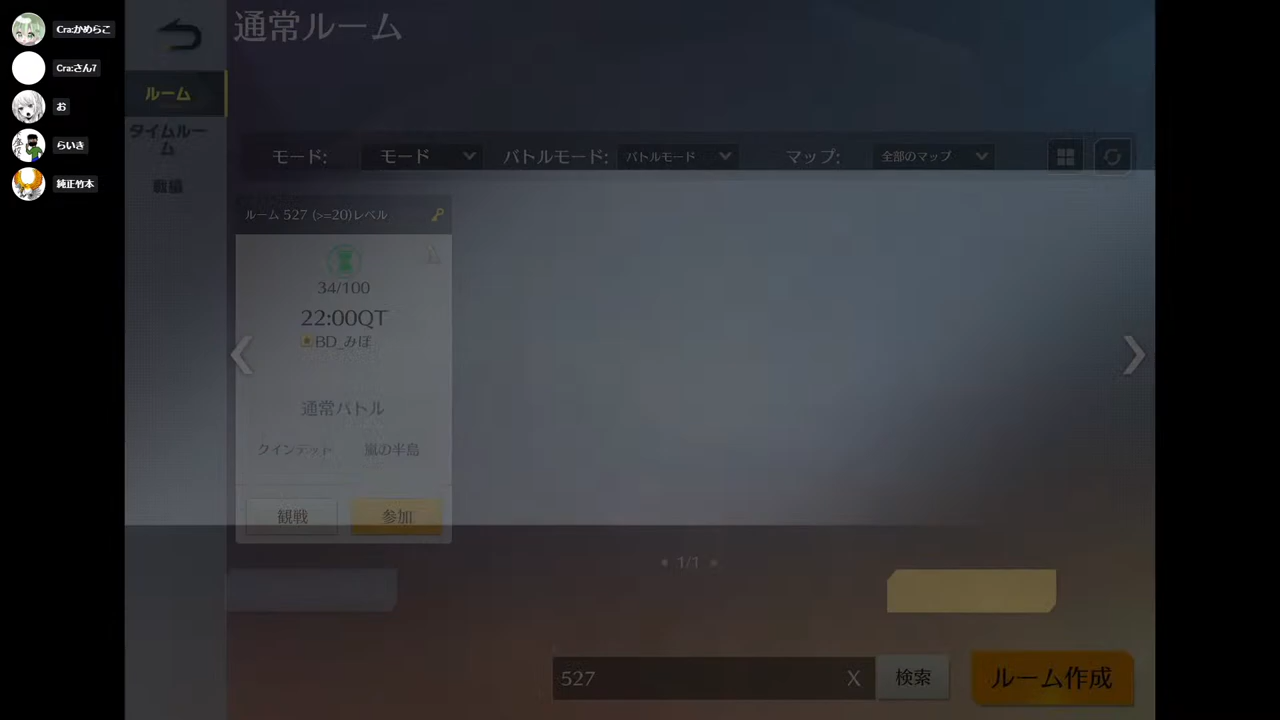 Cra:かめらこ
Cra:さん7
お
らいき
純正竹本
通常ルーム
ルーム
タイムルー
ム
戦場
モード:
モード
バトルモード:
バトルモード
マップ:
全部のマップ
ルーム 527 (>=20)レベル
34/100
22:00QT
BD_みぽ
通常バトル
クインテット
嵐の半島
観戦
参加
1/1
527
X
検索
ルーム作成